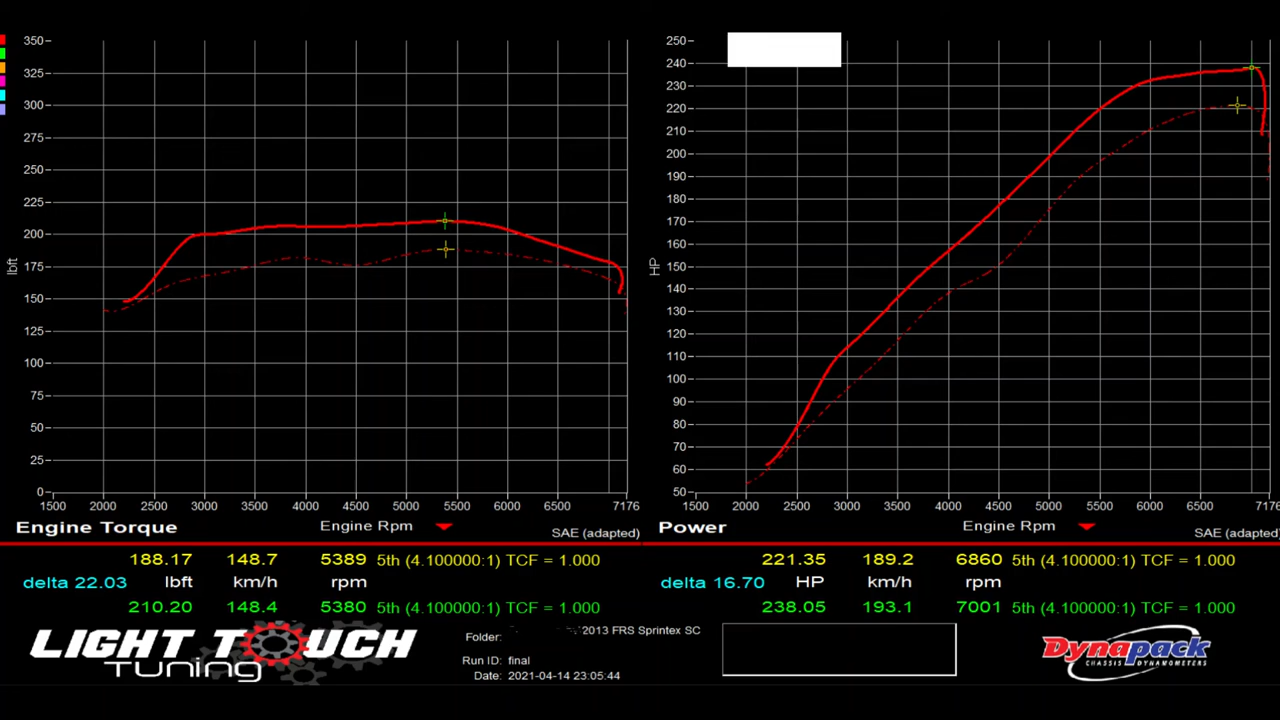 350
325
300
275
250
225
200
175
150
125
100
75
50
25
0
lbft
1500 2000 2500 3000 3500 4000 4500 5000 5500 6000 6500 7176
Engine Torque
Engine Rpm
SAE (adapted)
250
240
230
220
210
200
190
180
170
160
150
140
130
120
110
100
90
80
70
60
50
HP
1500 2000 2500 3000 3500 4000 4500 5000 5500 6000 6500 7176
Power
Engine Rpm
SAE (adapted)
188.17 148.7 5389 5th (4.100000:1) TCF = 1.000
delta 22.03 lbft km/h rpm
210.20 148.4 5380 5th (4.100000:1) TCF = 1.000
221.35 189.2 6860 5th (4.100000:1) TCF = 1.000
delta 16.70 HP km/h rpm
238.05 193.1 7001 5th (4.100000:1) TCF = 1.000
LIGHT TOUCH
Tuning
Folder: 2013 FRS Sprintex SC
Run ID: final
Date: 2021-04-14 23:05:44
Dynapack
CHASSIS DYNAMOMETERS